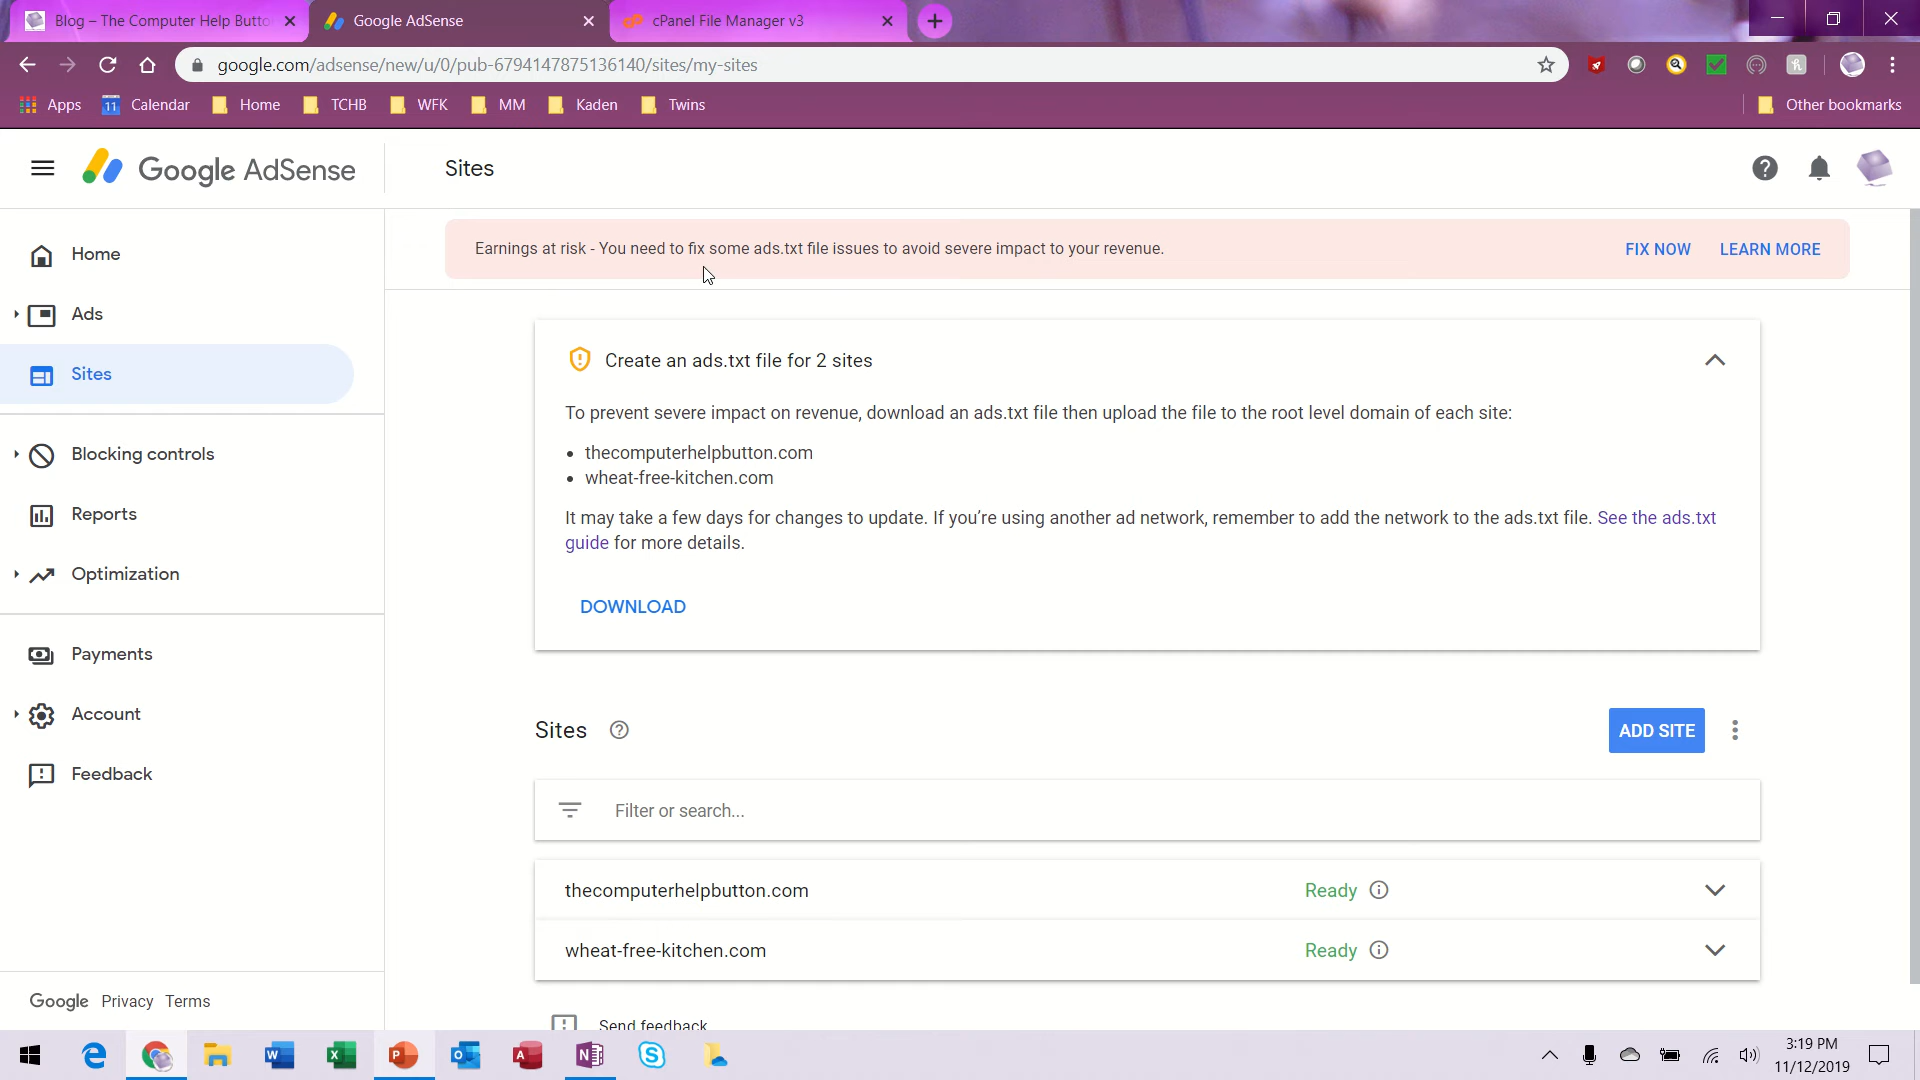 Blog – The Computer Help Butto
Google AdSense
cPanel File Manager v3
google.com/adsense/new/u/0/pub-6794147875136140/sites/my-sites
Apps
11
Calendar
Home
TCHB
WFK
MM
Kaden
Twins
Other bookmarks
Google AdSense
Sites
Home
Ads
Sites
Blocking controls
Reports
Optimization
Payments
Account
Feedback
Google Privacy Terms
Earnings at risk - You need to fix some ads.txt file issues to avoid severe impact to your revenue.
FIX NOW
LEARN MORE
Create an ads.txt file for 2 sites
To prevent severe impact on revenue, download an ads.txt file then upload the file to the root level domain of each site:
• thecomputerhelpbutton.com
• wheat-free-kitchen.com
It may take a few days for changes to update. If you’re using another ad network, remember to add the network to the ads.txt file. See the ads.txt
guide for more details.
DOWNLOAD
Sites
ADD SITE
Filter or search...
thecomputerhelpbutton.com
Ready
wheat-free-kitchen.com
Ready
Send feedback
3:19 PM
11/12/2019